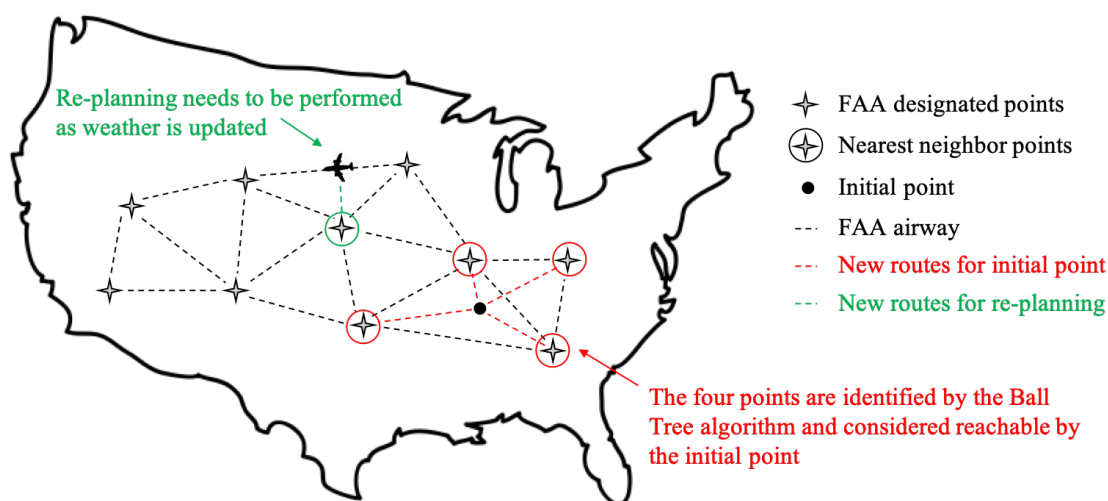 Re-planning needs to be performed
as weather is updated
FAA designated points
Nearest neighbor points
Initial point
FAA airway
New routes for initial point
New routes for re-planning
The four points are identified by the Ball
Tree algorithm and considered reachable by
the initial point